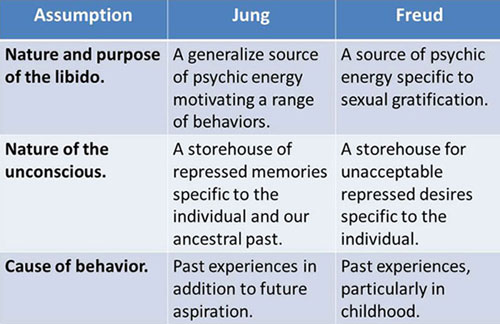 Assumption Jung Freud
Nature and purpose
of the libido.
A generalize source
of psychic energy
motivating a range
of behaviors.
A source of psychic
energy specific to
sexual gratification.
Nature of the
unconscious.
A storehouse of
repressed memories
specific to the
individual and our
ancestral past.
A storehouse for
unacceptable
repressed desires
specific to the
individual.
Cause of behavior.
Past experiences in
addition to future
aspiration.
Past experiences,
particularly in
childhood.